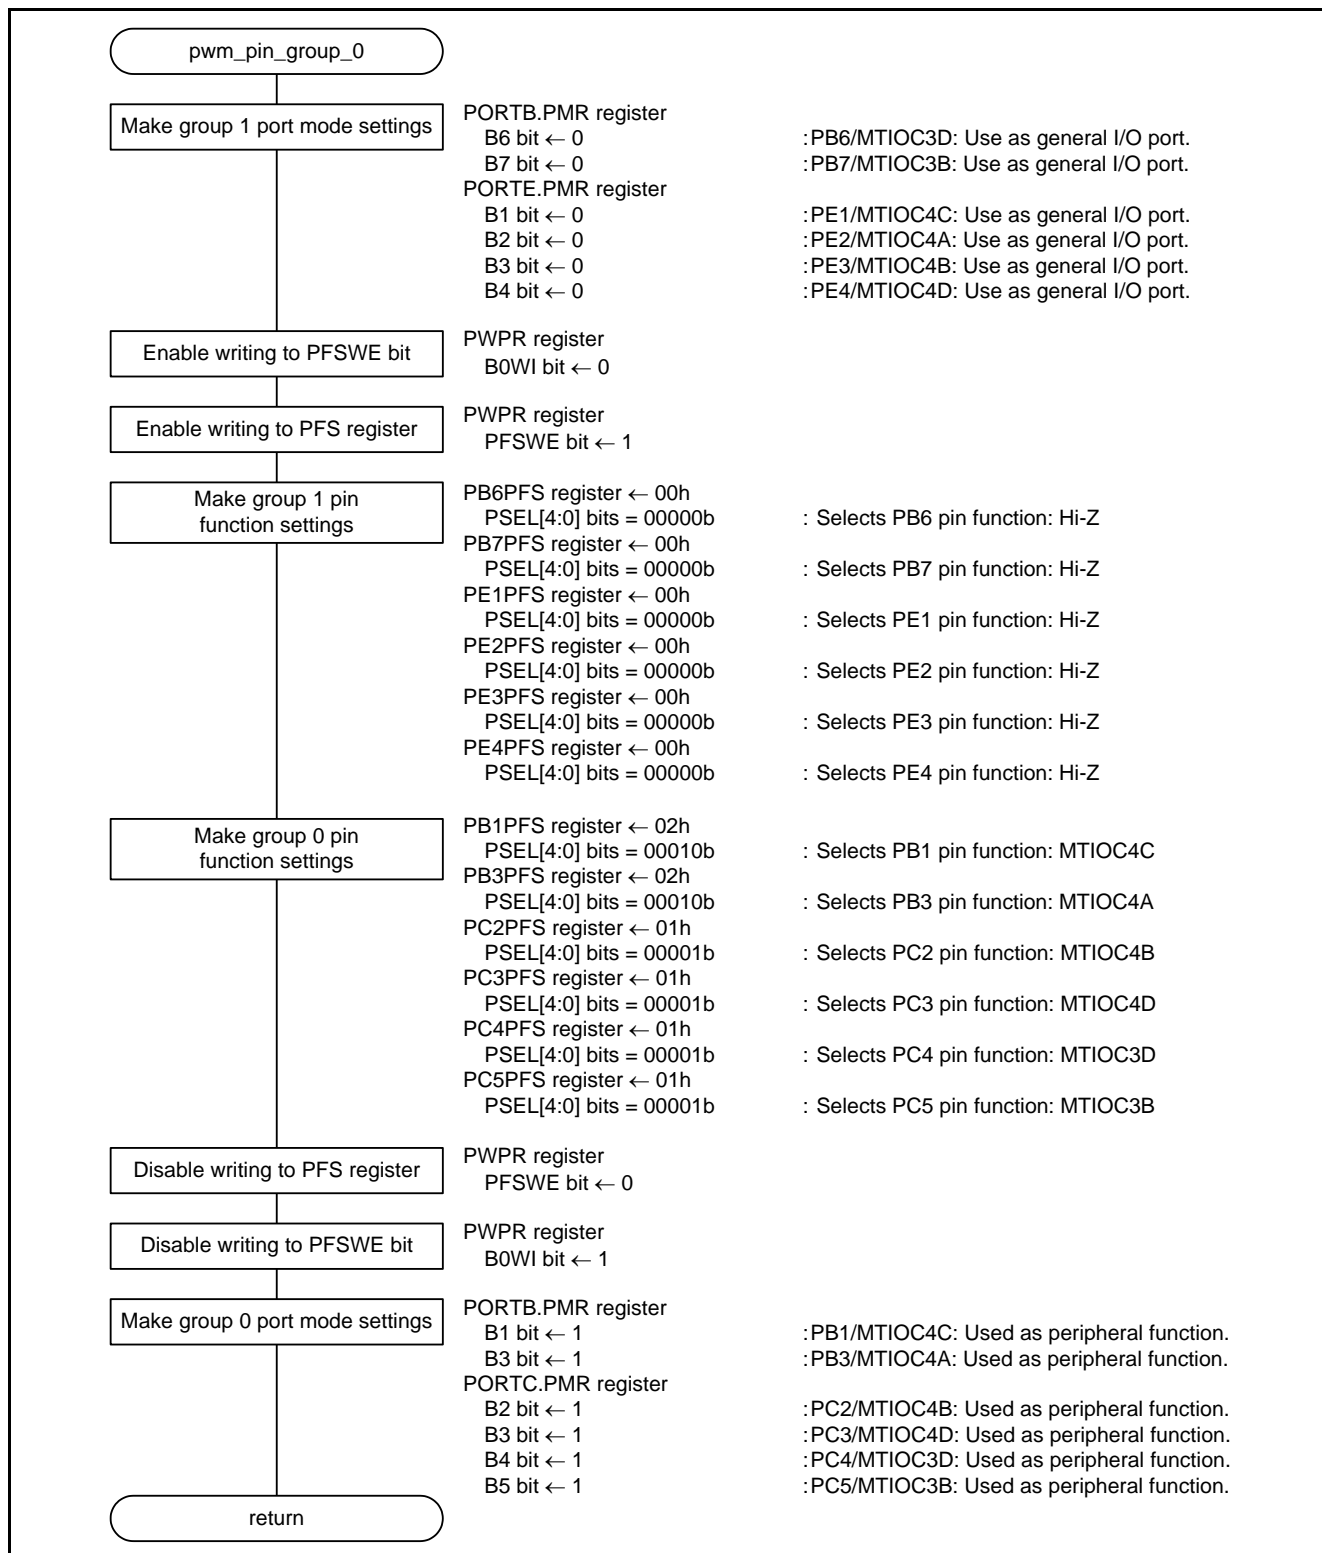 pwm_pin_group_0
Make group 1 port mode settings
PORTB.PMR register
B6 bit ← 0 :PB6/MTIOC3D: Use as general I/O port.
B7 bit ← 0 :PB7/MTIOC3B: Use as general I/O port.
PORTE.PMR register
B1 bit ← 0 :PE1/MTIOC4C: Use as general I/O port.
B2 bit ← 0 :PE2/MTIOC4A: Use as general I/O port.
B3 bit ← 0 :PE3/MTIOC4B: Use as general I/O port.
B4 bit ← 0 :PE4/MTIOC4D: Use as general I/O port.
Enable writing to PFSWE bit
PWPR register
B0WI bit ← 0
Enable writing to PFS register
PWPR register
PFSWE bit ← 1
Make group 1 pin
function settings
PB6PFS register ← 00h
PSEL[4:0] bits = 00000b : Selects PB6 pin function: Hi-Z
PB7PFS register ← 00h
PSEL[4:0] bits = 00000b : Selects PB7 pin function: Hi-Z
PE1PFS register ← 00h
PSEL[4:0] bits = 00000b : Selects PE1 pin function: Hi-Z
PE2PFS register ← 00h
PSEL[4:0] bits = 00000b : Selects PE2 pin function: Hi-Z
PE3PFS register ← 00h
PSEL[4:0] bits = 00000b : Selects PE3 pin function: Hi-Z
PE4PFS register ← 00h
PSEL[4:0] bits = 00000b : Selects PE4 pin function: Hi-Z
Make group 0 pin
function settings
PB1PFS register ← 02h
PSEL[4:0] bits = 00010b : Selects PB1 pin function: MTIOC4C
PB3PFS register ← 02h
PSEL[4:0] bits = 00010b : Selects PB3 pin function: MTIOC4A
PC2PFS register ← 01h
PSEL[4:0] bits = 00001b : Selects PC2 pin function: MTIOC4B
PC3PFS register ← 01h
PSEL[4:0] bits = 00001b : Selects PC3 pin function: MTIOC4D
PC4PFS register ← 01h
PSEL[4:0] bits = 00001b : Selects PC4 pin function: MTIOC3D
PC5PFS register ← 01h
PSEL[4:0] bits = 00001b : Selects PC5 pin function: MTIOC3B
Disable writing to PFS register
PWPR register
PFSWE bit ← 0
Disable writing to PFSWE bit
PWPR register
B0WI bit ← 1
Make group 0 port mode settings
PORTB.PMR register
B1 bit ← 1 :PB1/MTIOC4C: Used as peripheral function.
B3 bit ← 1 :PB3/MTIOC4A: Used as peripheral function.
PORTC.PMR register
B2 bit ← 1 :PC2/MTIOC4B: Used as peripheral function.
B3 bit ← 1 :PC3/MTIOC4D: Used as peripheral function.
B4 bit ← 1 :PC4/MTIOC3D: Used as peripheral function.
B5 bit ← 1 :PC5/MTIOC3B: Used as peripheral function.
return